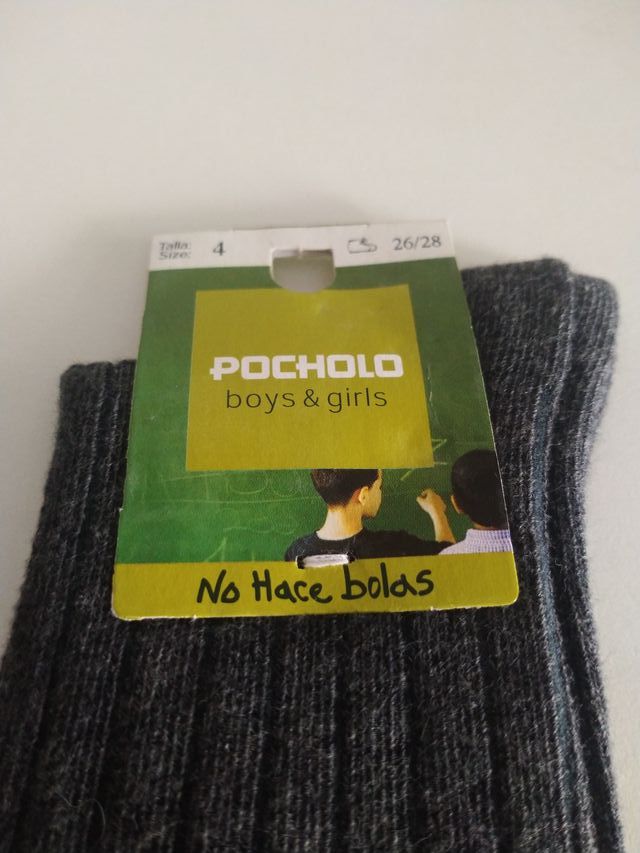 Talla: 4 26/28
Size:
POCHOLO
boys & girls
No Hace bolas